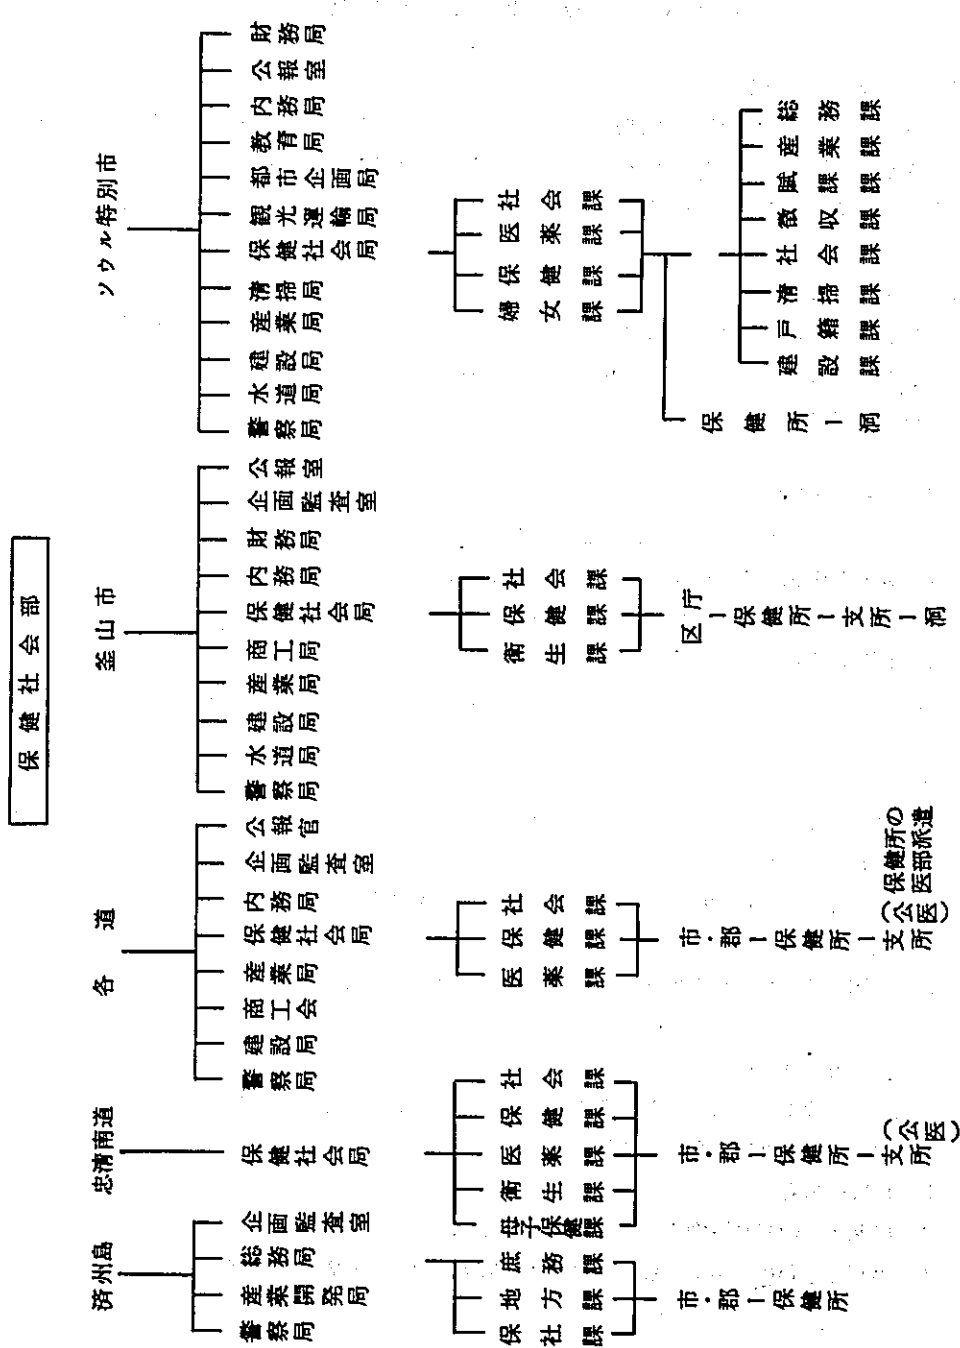 保健社会部
済州島
企画監査室
総務局
産業開発局
警察局
庶務課
地方課
保社課
市・郡ー保健所
忠清南道
保健社会局
社会課
保健課
医薬課
衛生課
母子保健課
市・郡ー保健所ー支所(公医)
各道
公報官
企画監査室
内務局
保健社会局
産業局
商工会
建設局
警察局
社会課
保健課
医薬課
市・郡ー保健所ー支所(公医)
保健所の
医部派遣
釜山市
公報室
企画監査室
財務局
内務局
保健社会局
商工局
産業局
建設局
水道局
警察局
社会課
保健課
衛生課
区庁ー保健所ー支所ー洞
ソウル特別市
財務局
公報室
内務局
教育局
都市企画局
観光運輸局
保健社会局
清掃局
産業局
建設局
水道局
警察局
社会課
医薬課
保健課
婦女課
総務課
産業課
賦課課
徴収課
社会課
清掃課
戸籍課
建設課
保健所ー洞